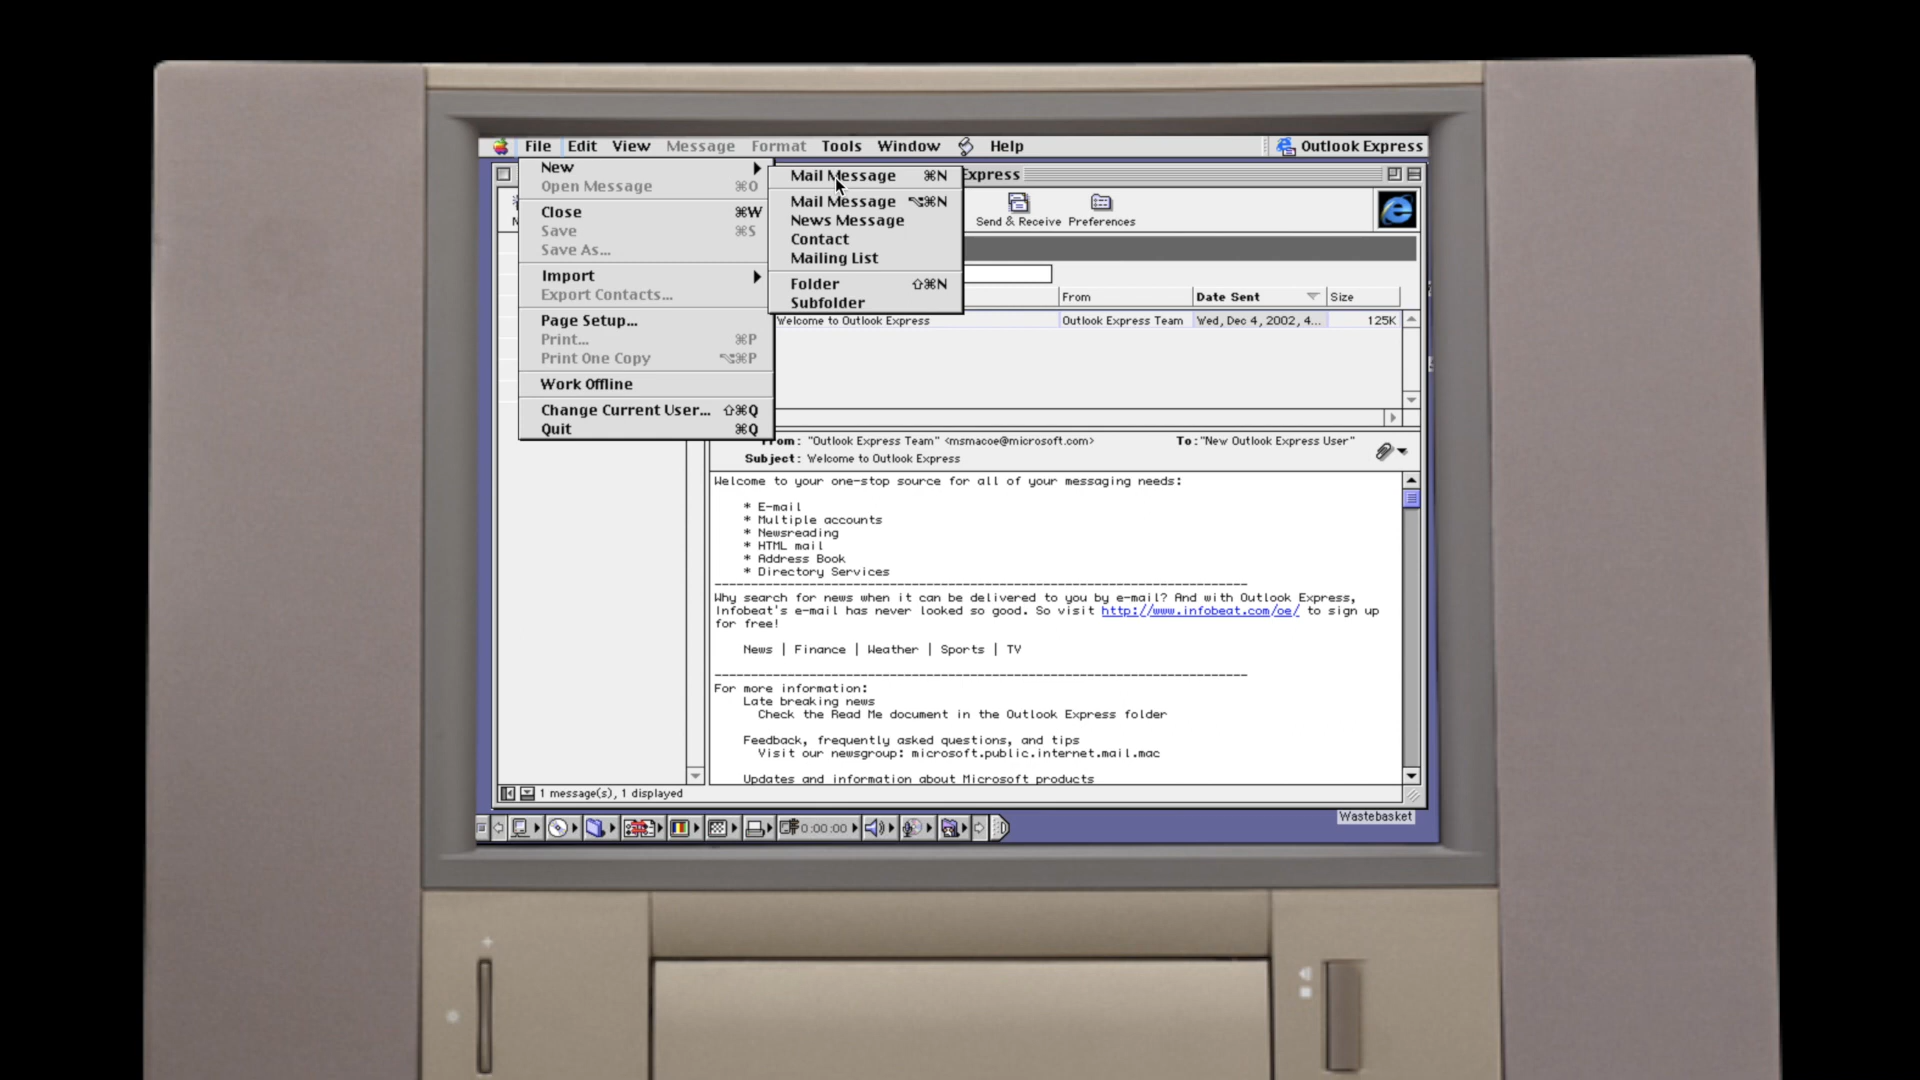 File Edit View Message Format Tools Window Help Outlook Express
New
Open Message ⌘O
Close ⌘W
Save ⌘S
Save As...
Import
Export Contacts...
Page Setup...
Print... ⌘P
Print One Copy ⌥⌘P
Work Offline
Change Current User... ⇧⌘Q
Quit ⌘Q
Mail Message ⌘N
Mail Message ⌥⌘N
News Message
Contact
Mailing List
Folder ⇧⌘N
Subfolder
Express
Send & Receive Preferences
From Date Sent Size
Welcome to Outlook Express Outlook Express Team Wed, Dec 4, 2002, 4... 125K
From: "Outlook Express Team" <msmacoe@microsoft.com> To: "New Outlook Express User"
Subject: Welcome to Outlook Express
Welcome to your one-stop source for all of your messaging needs:
* E-mail
* Multiple accounts
* Newsreading
* HTML mail
* Address Book
* Directory Services
Why search for news when it can be delivered to you by e-mail? And with Outlook Express,
Infobeat's e-mail has never looked so good. So visit http://www.infobeat.com/oe/ to sign up
for free!
News | Finance | Weather | Sports | TV
For more information:
Late breaking news
Check the Read Me document in the Outlook Express folder
Feedback, frequently asked questions, and tips
Visit our newsgroup: microsoft.public.internet.mail.mac
Updates and information about Microsoft products
1 message(s), 1 displayed
0:00:00
Wastebasket